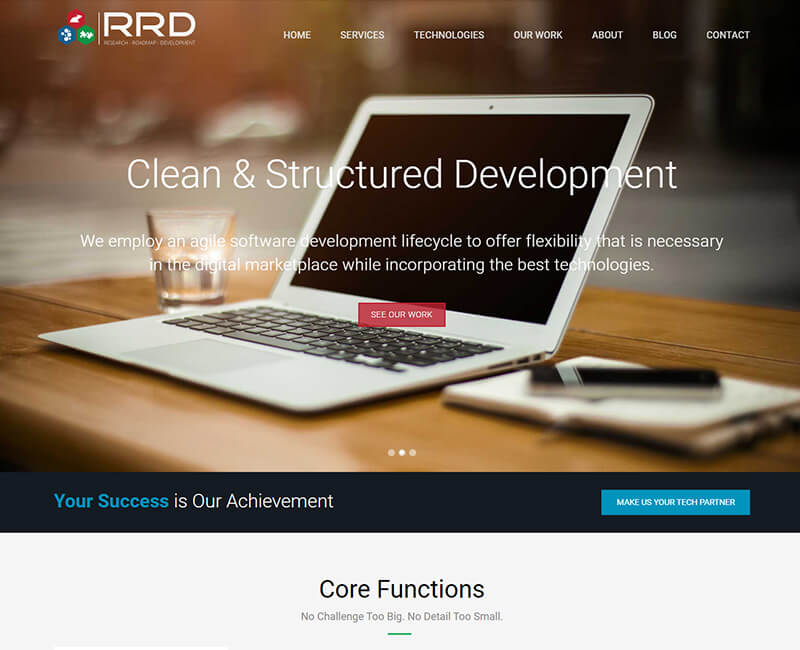 RRD
RESEARCH · ROADMAP · DEVELOPMENT
HOME
SERVICES
TECHNOLOGIES
OUR WORK
ABOUT
BLOG
CONTACT
Clean & Structured Development
We employ an agile software development lifecycle to offer flexibility that is necessary
in the digital marketplace while incorporating the best technologies.
SEE OUR WORK
Your Success is Our Achievement
MAKE US YOUR TECH PARTNER
Core Functions
No Challenge Too Big. No Detail Too Small.